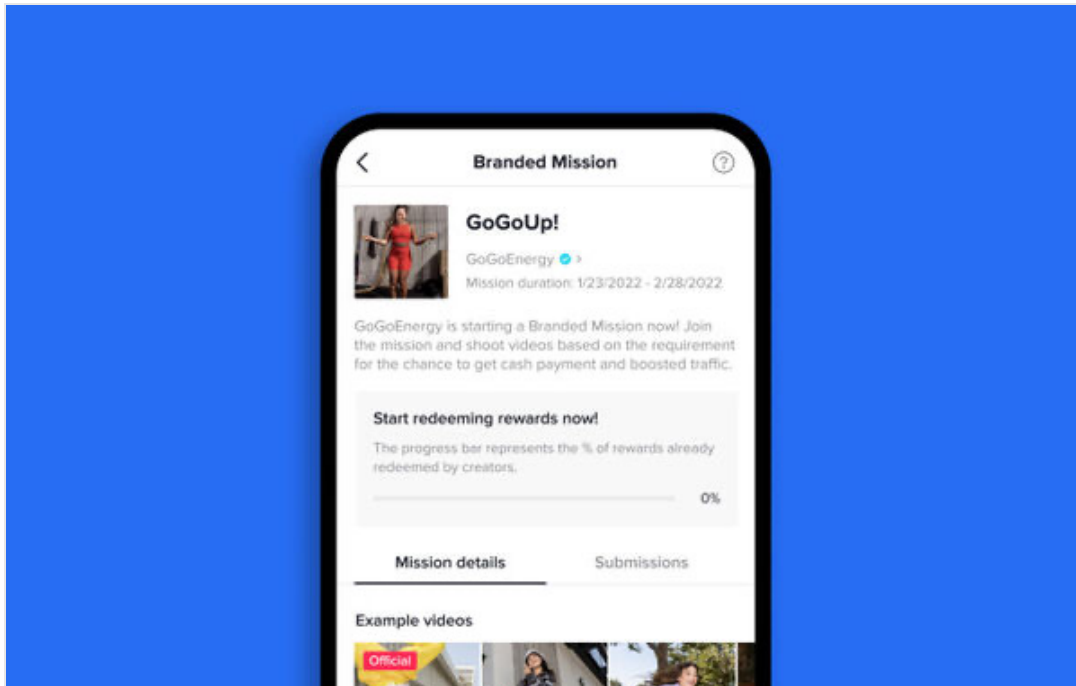 Branded Mission
?
GoGoUp!
GoGoEnergy
Mission duration: 1/23/2022 - 2/28/2022
GoGoEnergy is starting a Branded Mission now! Join
the mission and shoot videos based on the requirement
for the chance to get cash payment and boosted traffic.
Start redeeming rewards now!
The progress bar represents the % of rewards already
redeemed by creators.
0%
Mission details
Submissions
Example videos
Official